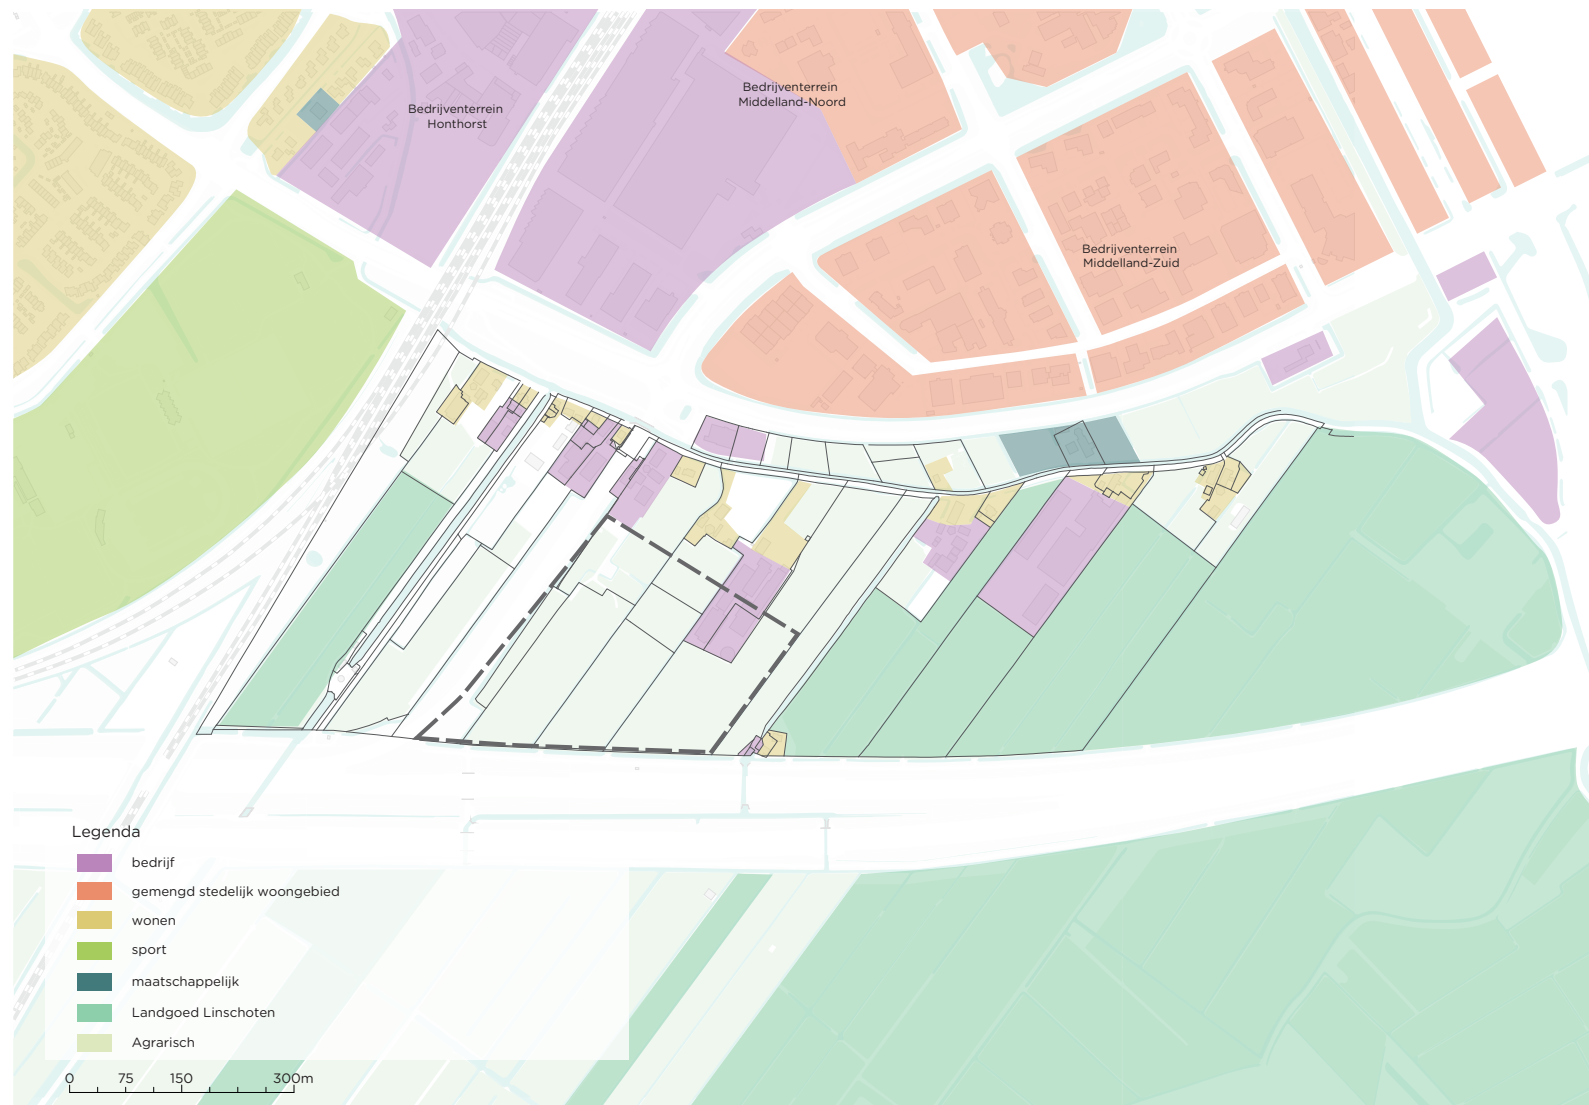 Bedrijventerrein
Honthorst
Bedrijventerrein
Middelland-Noord
Bedrijventerrein
Middelland-Zuid
Legenda
bedrijf
gemengd stedelijk woongebied
wonen
sport
maatschappelijk
Landgoed Linschoten
Agrarisch
0 75 150 300m